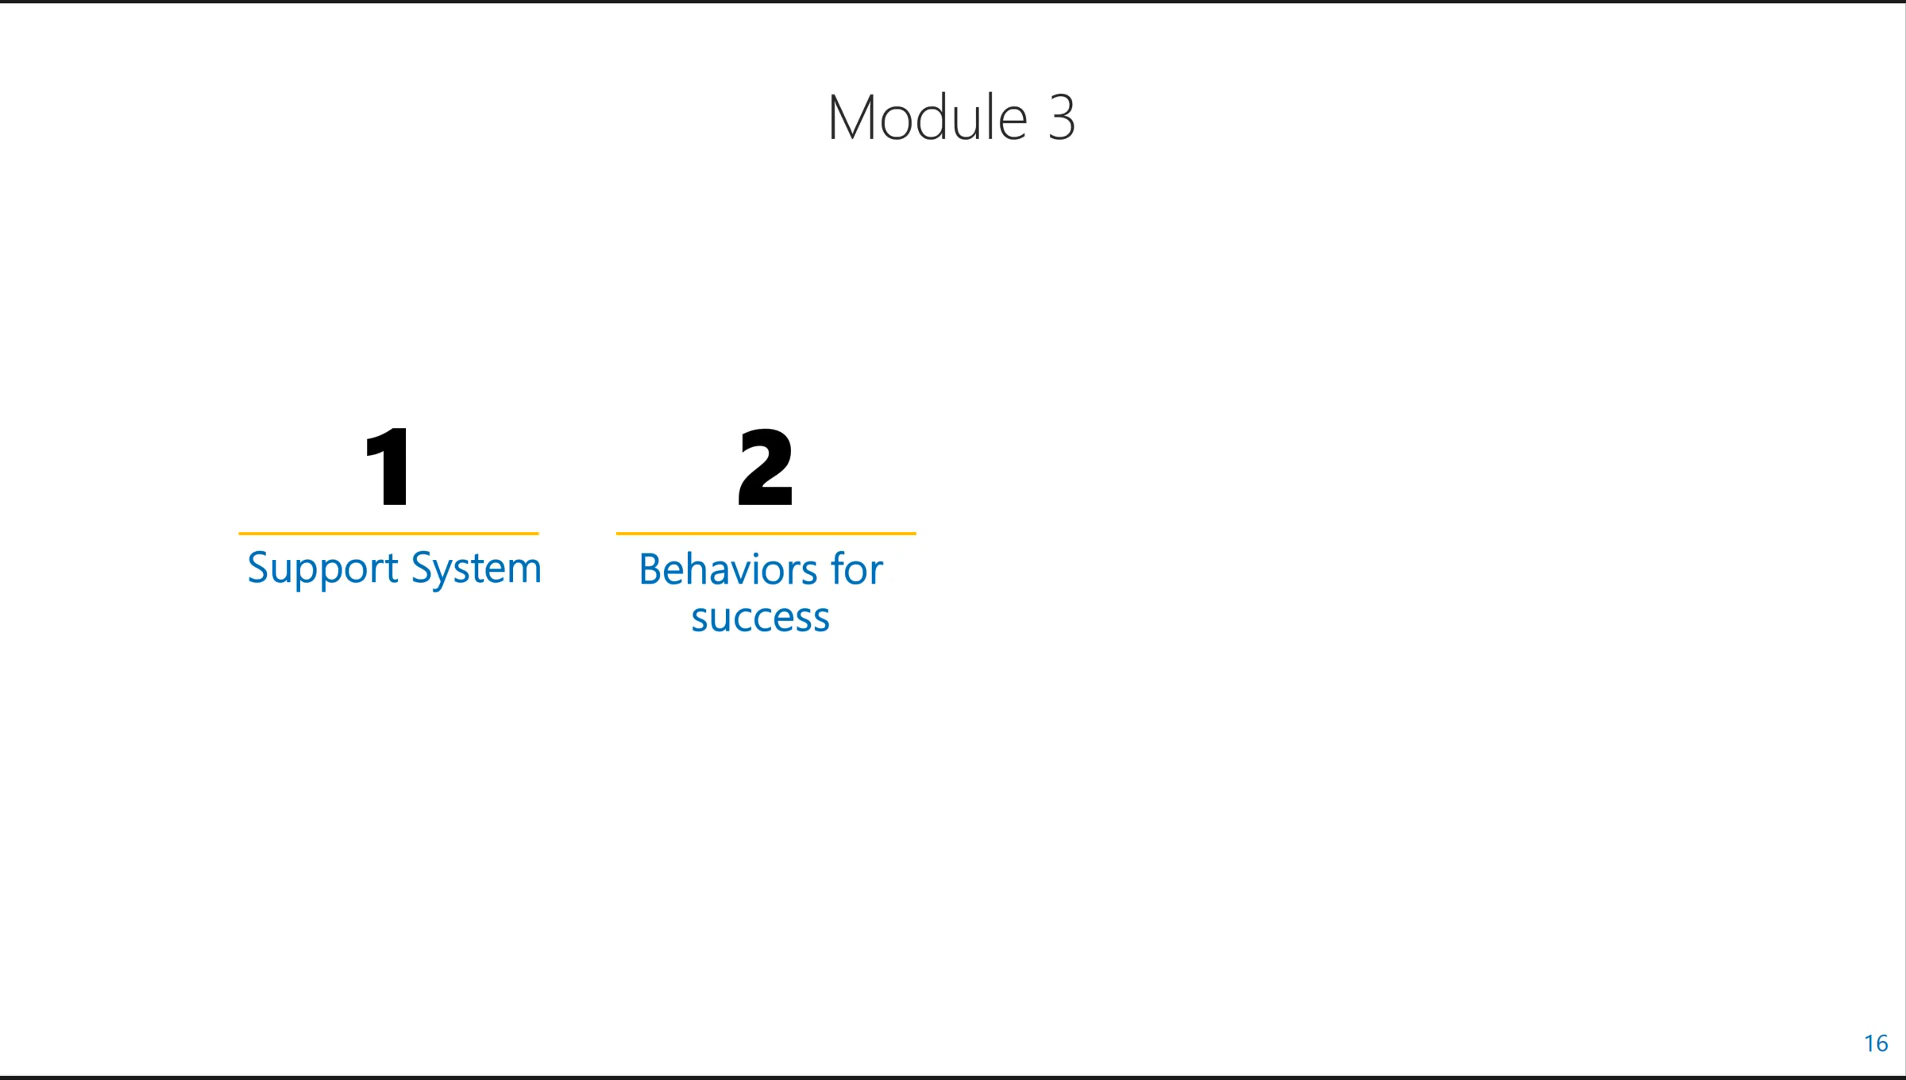 Module 3
1
Support System
2
Behaviors for
success
16